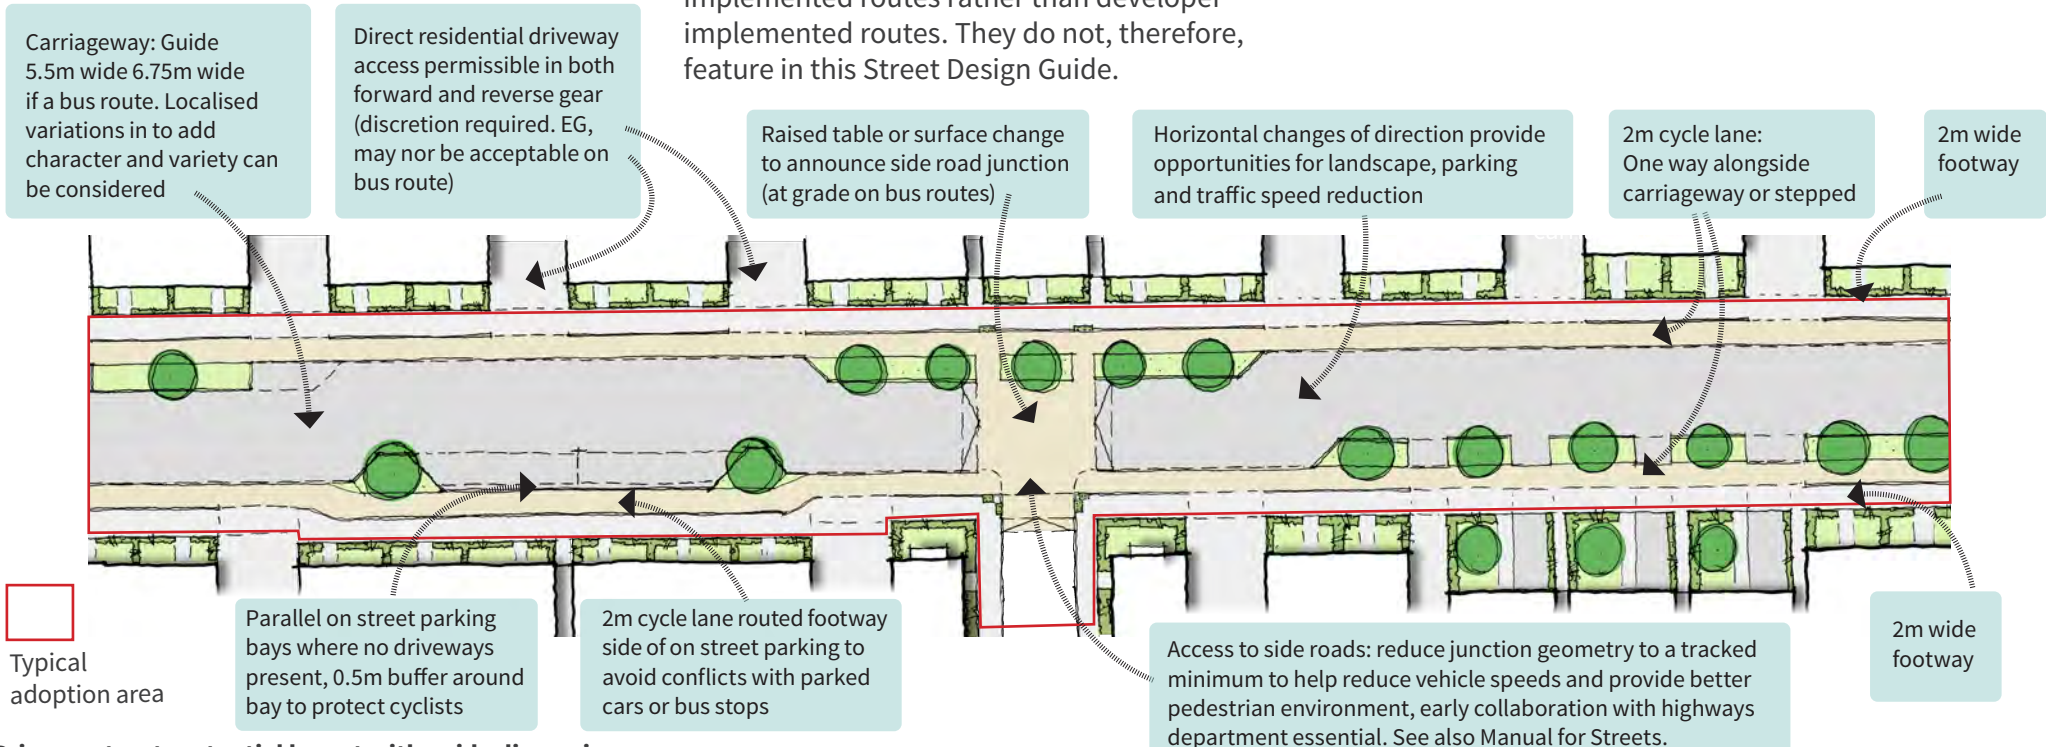 implemented routes rather than developer
implemented routes. They do not, therefore,
feature in this Street Design Guide.
Carriageway: Guide
5.5m wide 6.75m wide
if a bus route. Localised
variations in to add
character and variety can
be considered
Direct residential driveway
access permissible in both
forward and reverse gear
(discretion required. EG,
may nor be acceptable on
bus route)
Raised table or surface change
to announce side road junction
(at grade on bus routes)
Horizontal changes of direction provide
opportunities for landscape, parking
and traffic speed reduction
2m cycle lane:
One way alongside
carriageway or stepped
2m wide
footway
Typical
adoption area
Parallel on street parking
bays where no driveways
present, 0.5m buffer around
bay to protect cyclists
2m cycle lane routed footway
side of on street parking to
avoid conflicts with parked
cars or bus stops
Access to side roads: reduce junction geometry to a tracked
minimum to help reduce vehicle speeds and provide better
pedestrian environment, early collaboration with highways
department essential. See also Manual for Streets.
2m wide
footway